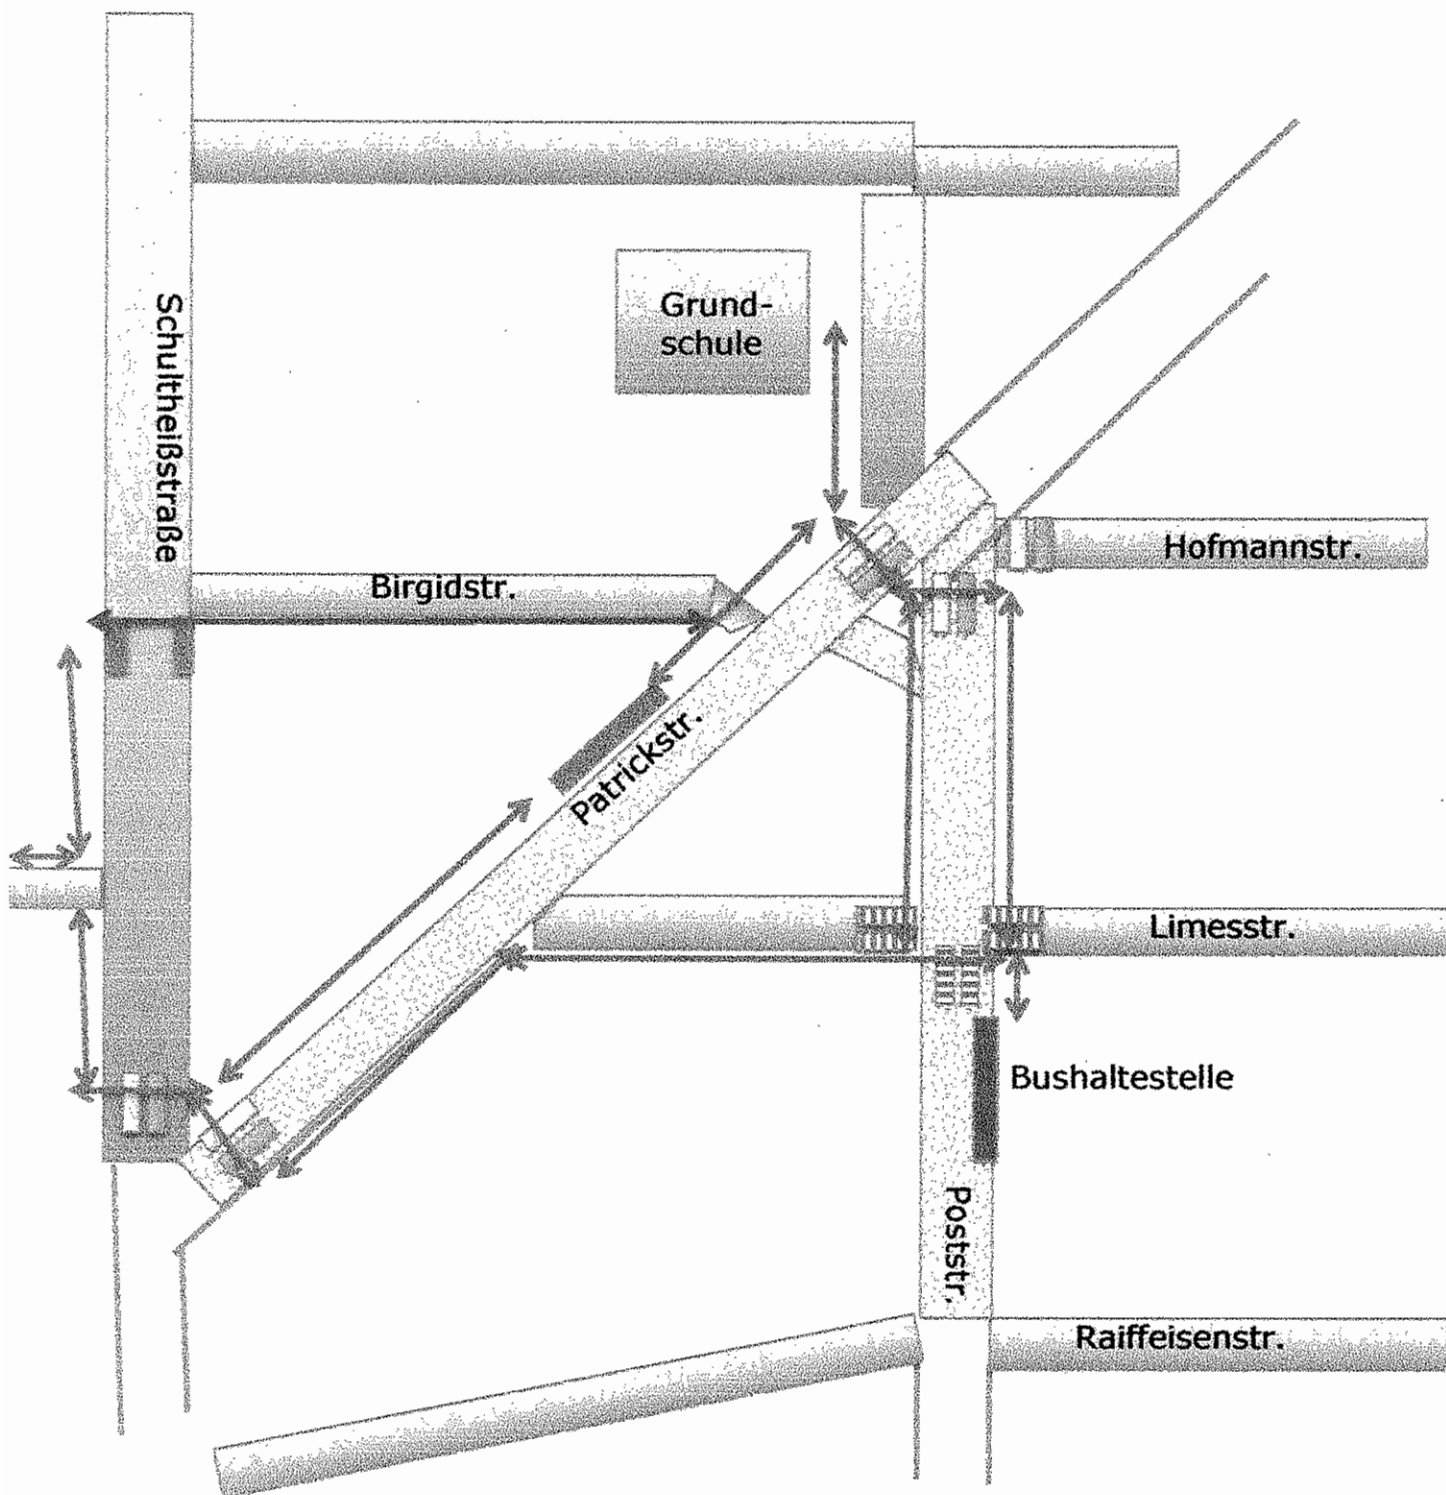 Grund-
schule
Schultheißstraße
Hofmannstr.
Birgidstr.
Patrickstr.
Limesstr.
Bushaltestelle
Poststr.
Raiffeisenstr.